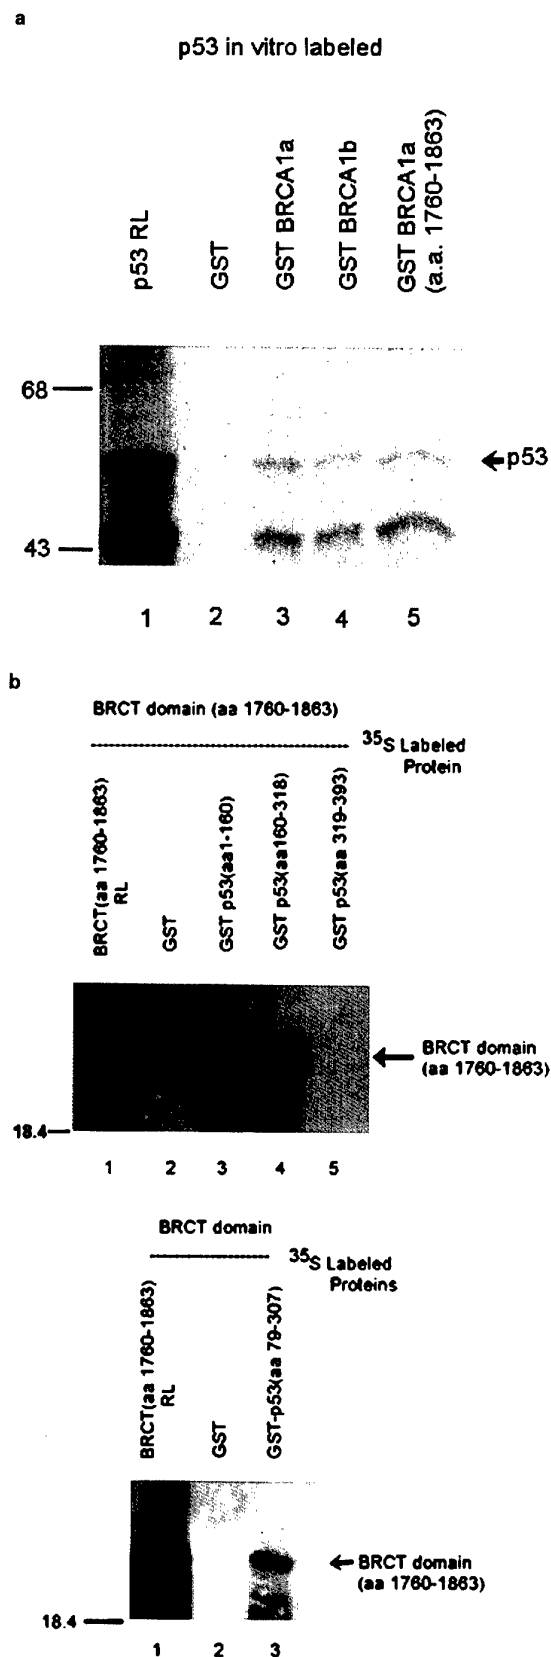 a
p53 in vitro labeled
p53 RL
GST
GST BRCA1a
GST BRCA1b
GST BRCA1a
(a.a. 1760-1863)
68
p53
43
1 2 3 4 5
b
BRCT domain (aa 1760-1863)
35S Labeled
Protein
BRCT(aa 1760-1863)
RL
GST
GST p53(aa1-160)
GST p53(aa160-318)
GST p53(aa 319-393)
BRCT domain
(aa 1760-1863)
18.4
1 2 3 4 5
BRCT domain
35S Labeled
Proteins
BRCT(aa 1760-1863)
RL
GST
GST-p53(aa 79-307)
BRCT domain
(aa 1760-1863)
18.4
1 2 3